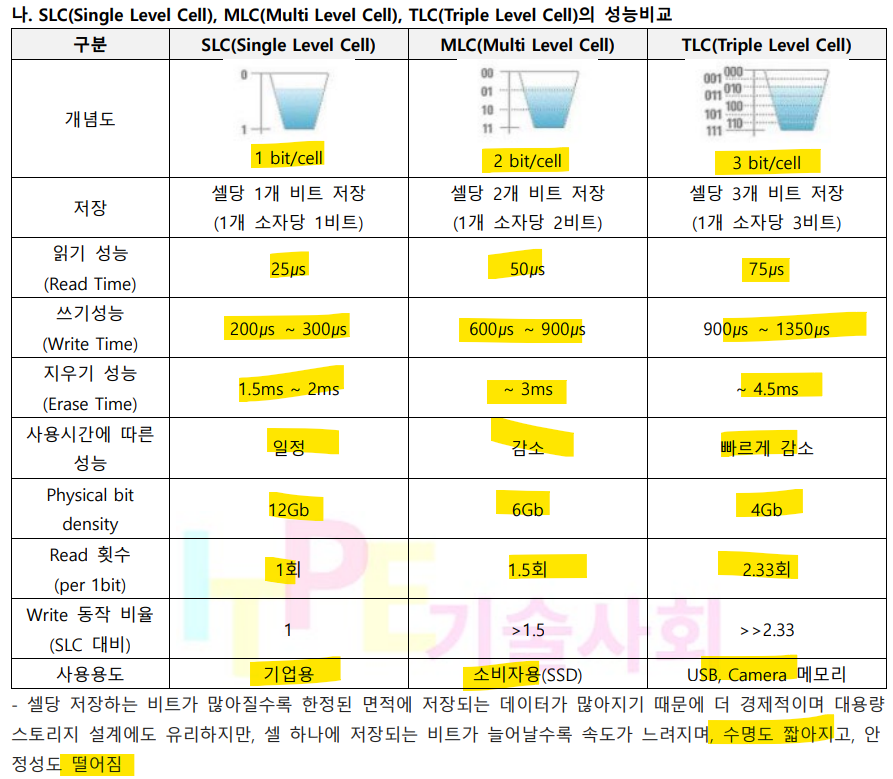 나. SLC(Single Level Cell), MLC(Multi Level Cell), TLC(Triple Level Cell)의 성능비교
구분 SLC(Single Level Cell) MLC(Multi Level Cell) TLC(Triple Level Cell)
개념도
0
1
1 bit/cell
00
01
10
11
2 bit/cell
000
001
010
011
100
101
110
111
3 bit/cell
저장
셀당 1개 비트 저장
(1개 소자당 1비트)
셀당 2개 비트 저장
(1개 소자당 2비트)
셀당 3개 비트 저장
(1개 소자당 3비트)
읽기 성능
(Read Time)
25µs
50µs
75µs
쓰기성능
(Write Time)
200µs ~ 300µs
600µs ~ 900µs
900µs ~ 1350µs
지우기 성능
(Erase Time)
1.5ms ~ 2ms
~ 3ms
~ 4.5ms
사용시간에 따른
성능
일정
감소
빠르게 감소
Physical bit
density
12Gb
6Gb
4Gb
Read 횟수
(per 1bit)
1회
1.5회
2.33회
Write 동작 비율
(SLC 대비)
1
>1.5
>>2.33
사용용도
기업용
소비자용(SSD)
USB, Camera 메모리
- 셀당 저장하는 비트가 많아질수록 한정된 면적에 저장되는 데이터가 많아지기 때문에 더 경제적이며 대용량
스토리지 설계에도 유리하지만, 셀 하나에 저장되는 비트가 늘어날수록 속도가 느려지며, 수명도 짧아지고, 안
정성도 떨어짐
ITPE
기술사회